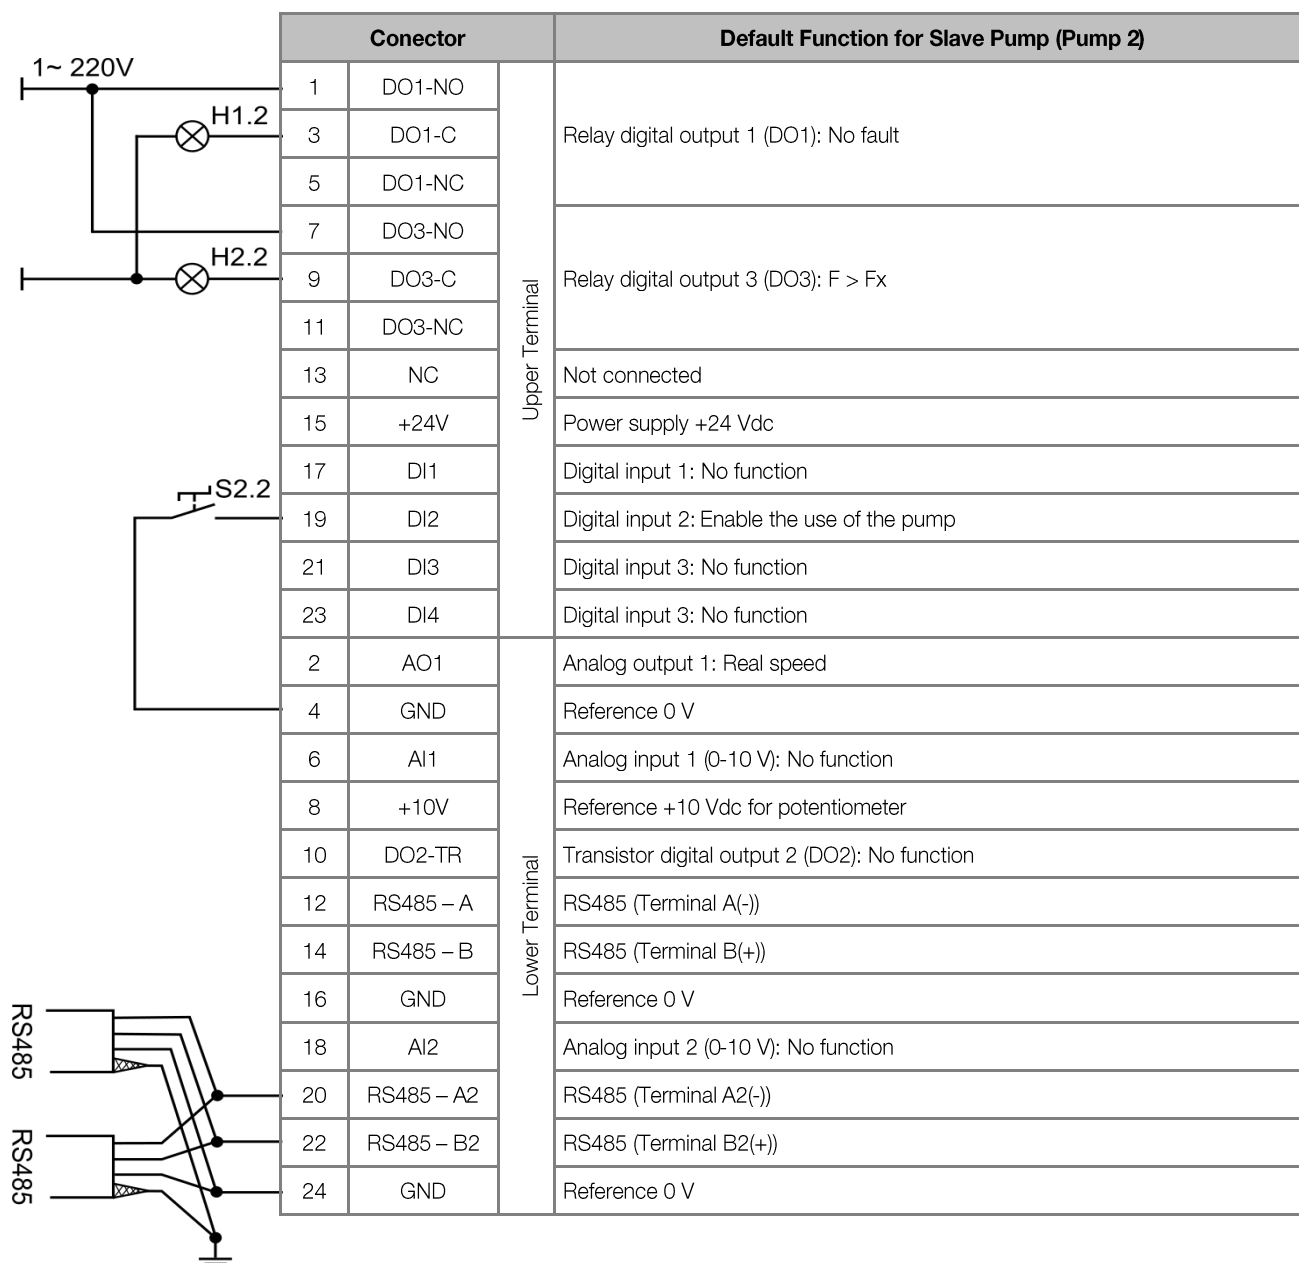 Conector Default Function for Slave Pump (Pump 2)
1~ 220V
1 DO1-NO
H1.2
3 DO1-C Relay digital output 1 (DO1): No fault
5 DO1-NC
7 DO3-NO
H2.2
9 DO3-C Relay digital output 3 (DO3): F > Fx
11 DO3-NC
Upper Terminal
13 NC Not connected
15 +24V Power supply +24 Vdc
17 DI1 Digital input 1: No function
S2.2
19 DI2 Digital input 2: Enable the use of the pump
21 DI3 Digital input 3: No function
23 DI4 Digital input 3: No function
2 AO1 Analog output 1: Real speed
4 GND Reference 0 V
6 AI1 Analog input 1 (0-10 V): No function
8 +10V Reference +10 Vdc for potentiometer
10 DO2-TR Transistor digital output 2 (DO2): No function
Lower Terminal
12 RS485 – A RS485 (Terminal A(-))
14 RS485 – B RS485 (Terminal B(+))
16 GND Reference 0 V
RS485
18 AI2 Analog input 2 (0-10 V): No function
20 RS485 – A2 RS485 (Terminal A2(-))
22 RS485 – B2 RS485 (Terminal B2(+))
RS485
24 GND Reference 0 V